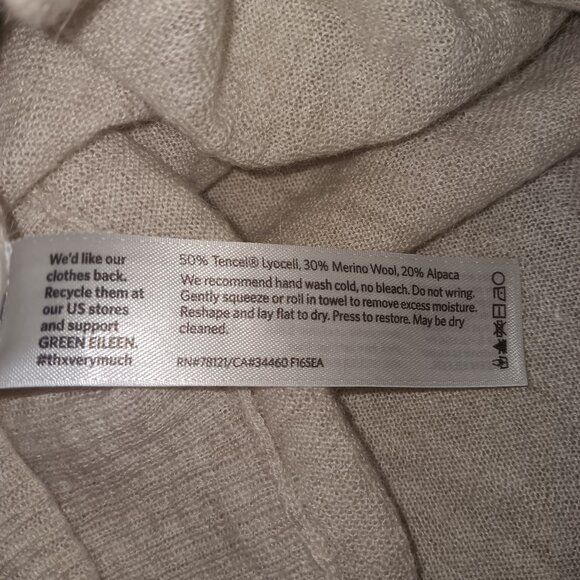 We'd like our
clothes back.
Recycle them at
our US stores
and support
GREEN EILEEN.
#thxverymuch
50% Tencel® Lyocell, 30% Merino Wool, 20% Alpaca
We recommend hand wash cold, no bleach. Do not wring.
Gently squeeze or roll in towel to remove excess moisture.
Reshape and lay flat to dry. Press to restore. May be dry
cleaned.
RN#78121/CA#34460 F16SEA